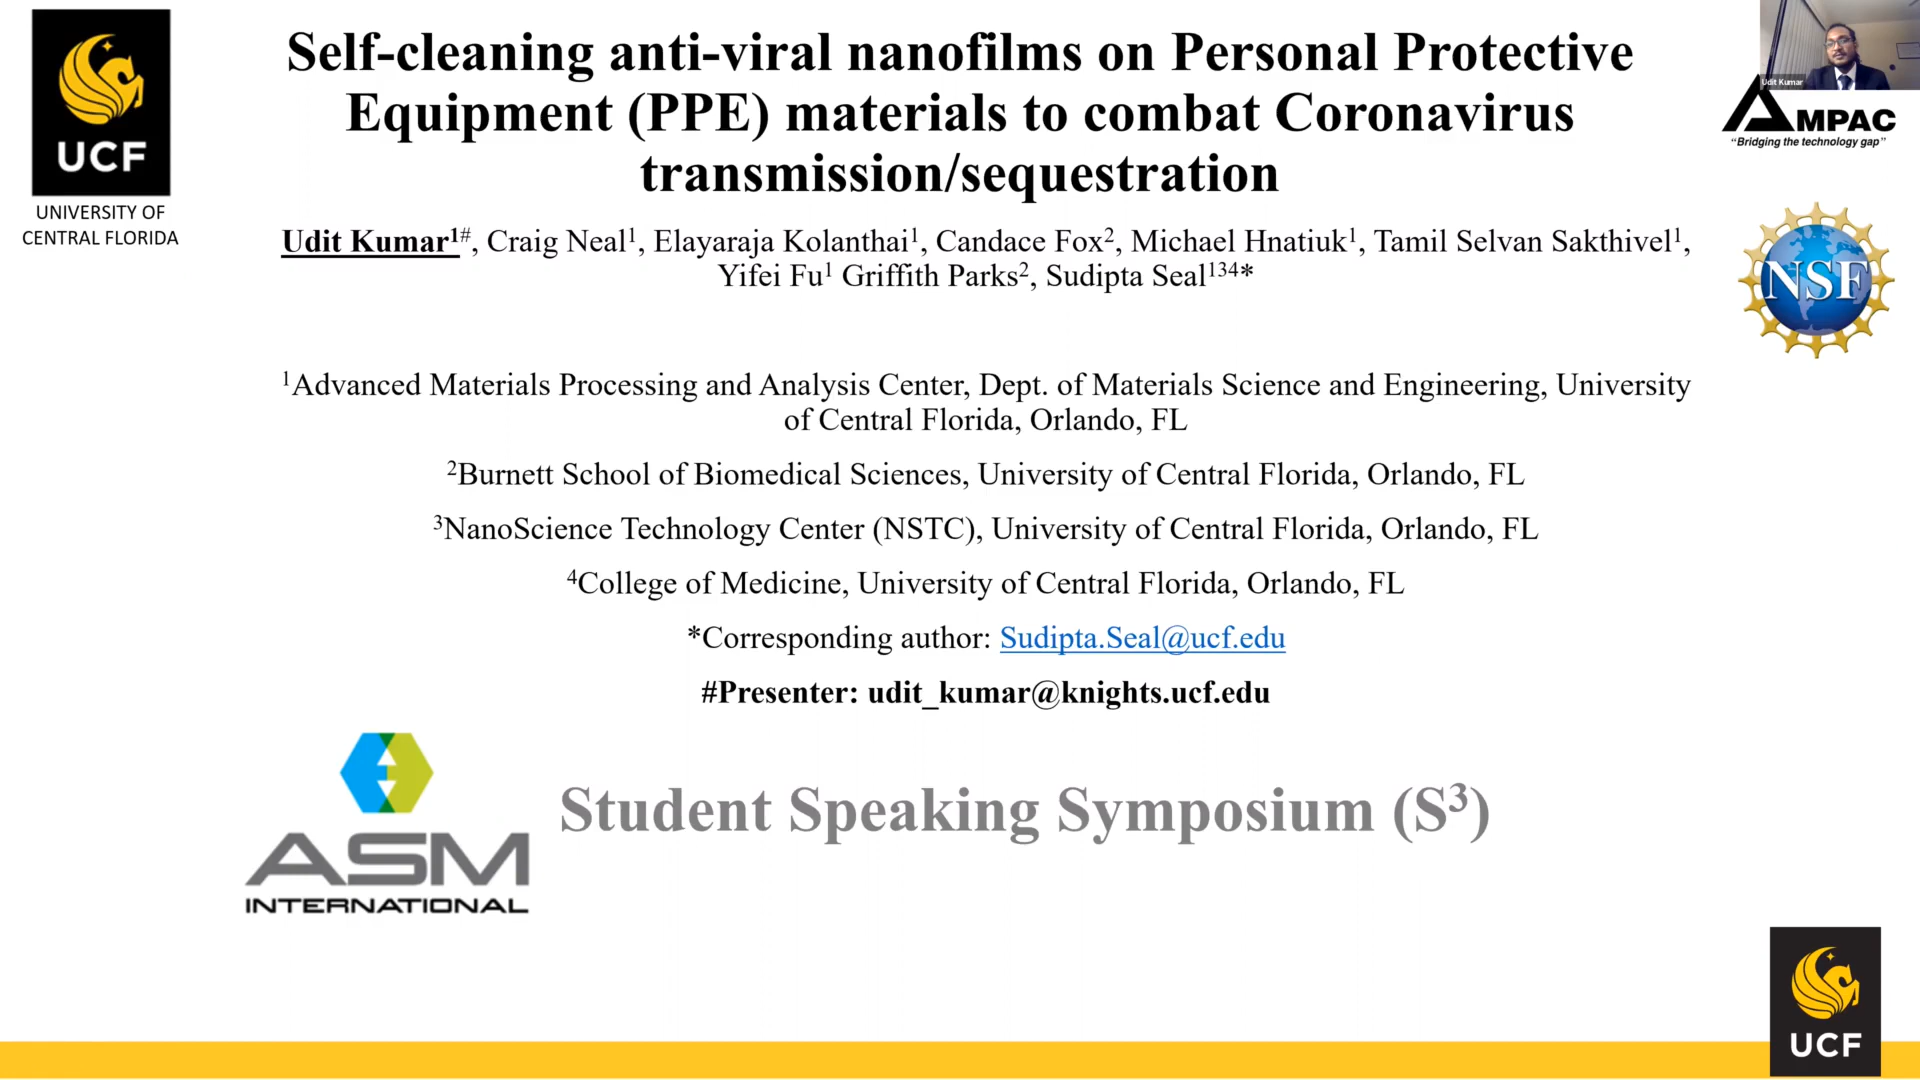 UCF
UNIVERSITY OF
CENTRAL FLORIDA
Self-cleaning anti-viral nanofilms on Personal Protective
Equipment (PPE) materials to combat Coronavirus
transmission/sequestration
Udit Kumar
AMPAC
“Bridging the technology gap”
NSF
Udit Kumar¹#, Craig Neal¹, Elayaraja Kolanthai¹, Candace Fox², Michael Hnatiuk¹, Tamil Selvan Sakthivel¹,
Yifei Fu¹ Griffith Parks², Sudipta Seal¹³⁴*
¹Advanced Materials Processing and Analysis Center, Dept. of Materials Science and Engineering, University
of Central Florida, Orlando, FL
²Burnett School of Biomedical Sciences, University of Central Florida, Orlando, FL
³NanoScience Technology Center (NSTC), University of Central Florida, Orlando, FL
⁴College of Medicine, University of Central Florida, Orlando, FL
*Corresponding author: Sudipta.Seal@ucf.edu
#Presenter: udit_kumar@knights.ucf.edu
Student Speaking Symposium (S³)
ASM
INTERNATIONAL
UCF